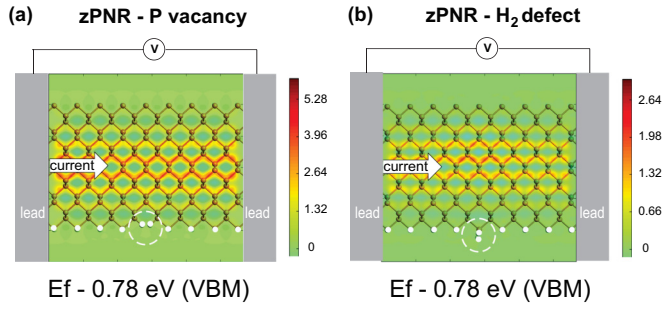 (a) zPNR - P vacancy
V
5.28
3.96
2.64
1.32
0
current
lead
lead
Ef - 0.78 eV (VBM)
(b) zPNR - H2 defect
V
2.64
1.98
1.32
0.66
0
current
lead
lead
Ef - 0.78 eV (VBM)